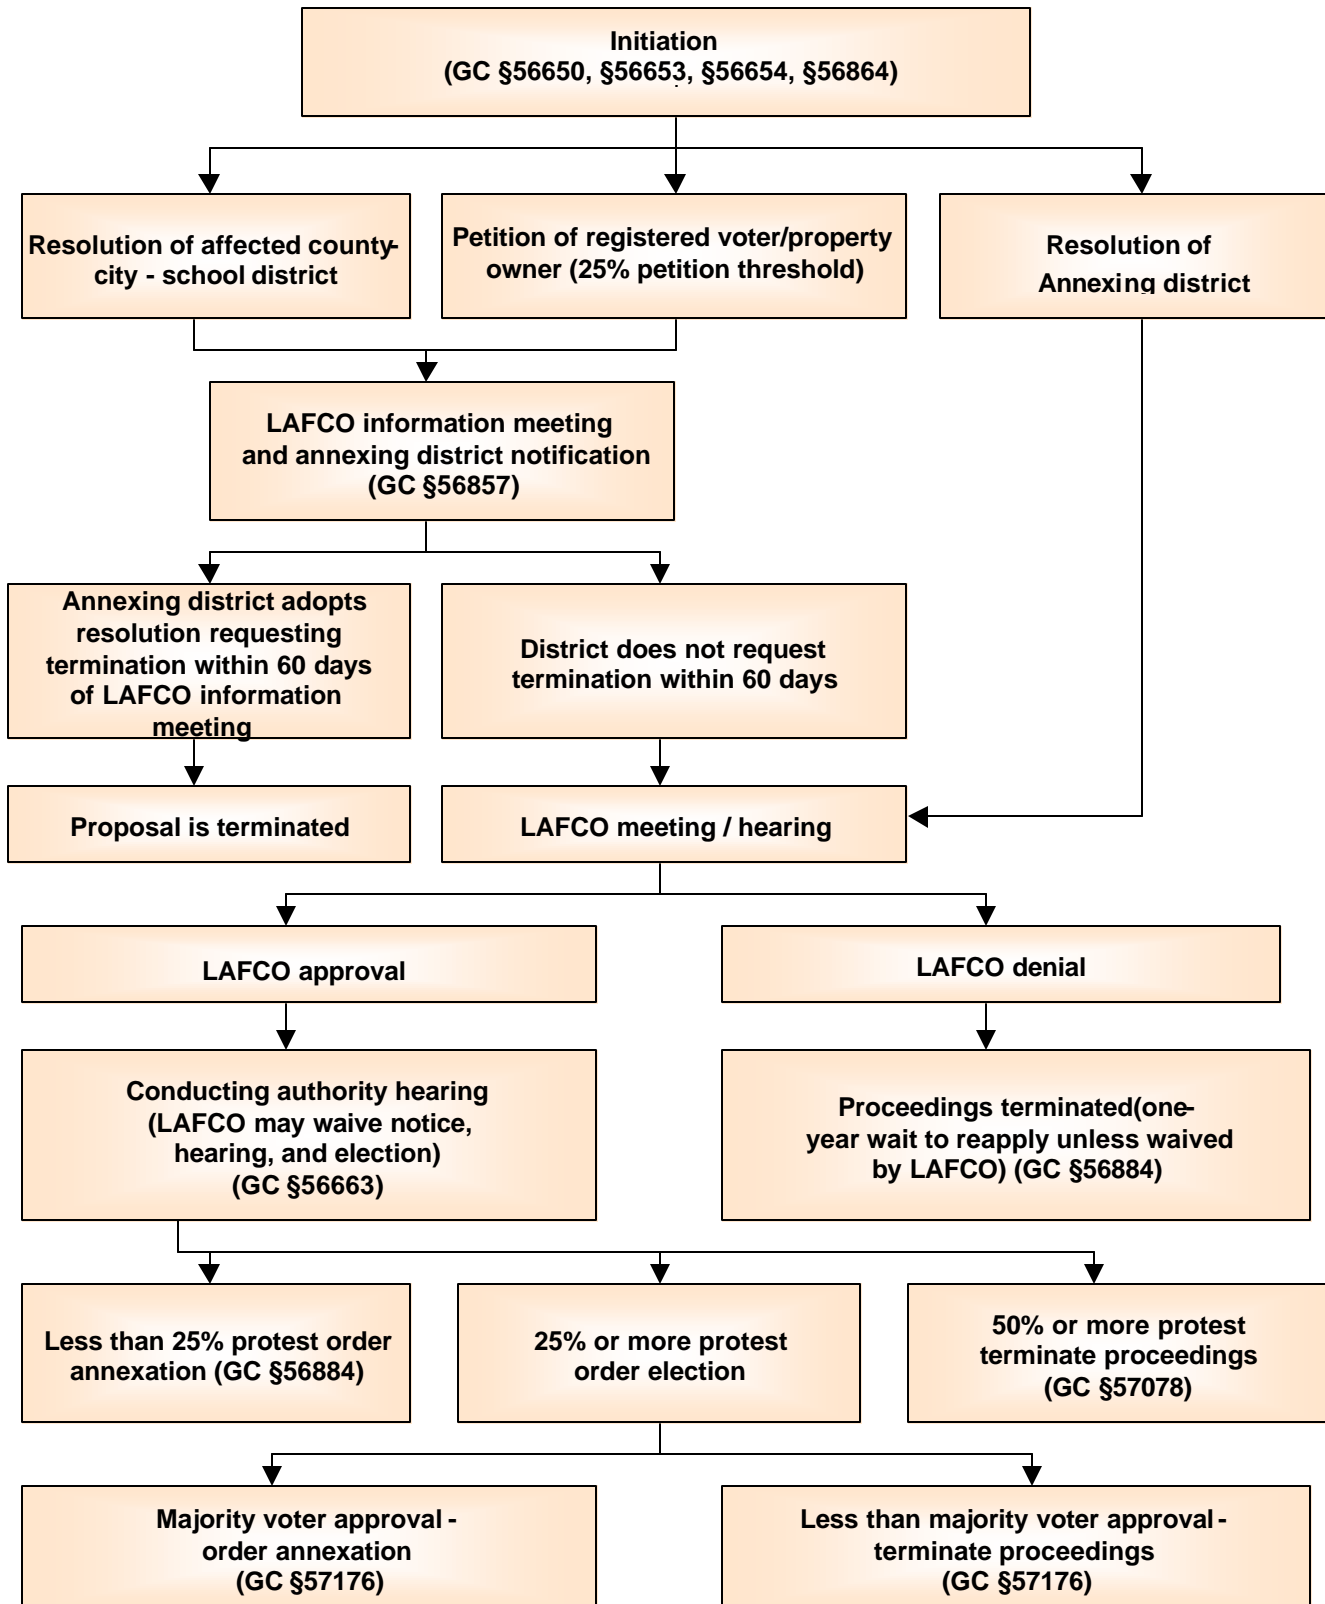 Initiation
(GC §56650, §56653, §56654, §56864)
Resolution of affected county-
city - school district
Petition of registered voter/property
owner (25% petition threshold)
Resolution of
Annexing district
LAFCO information meeting
and annexing district notification
(GC §56857)
Annexing district adopts
resolution requesting
termination within 60 days
of LAFCO information
meeting
District does not request
termination within 60 days
Proposal is terminated
LAFCO meeting / hearing
LAFCO approval
LAFCO denial
Conducting authority hearing
(LAFCO may waive notice,
hearing, and election)
(GC §56663)
Proceedings terminated(one-
year wait to reapply unless waived
by LAFCO) (GC §56884)
Less than 25% protest order
annexation (GC §56884)
25% or more protest
order election
50% or more protest
terminate proceedings
(GC §57078)
Majority voter approval -
order annexation
(GC §57176)
Less than majority voter approval -
terminate proceedings
(GC §57176)